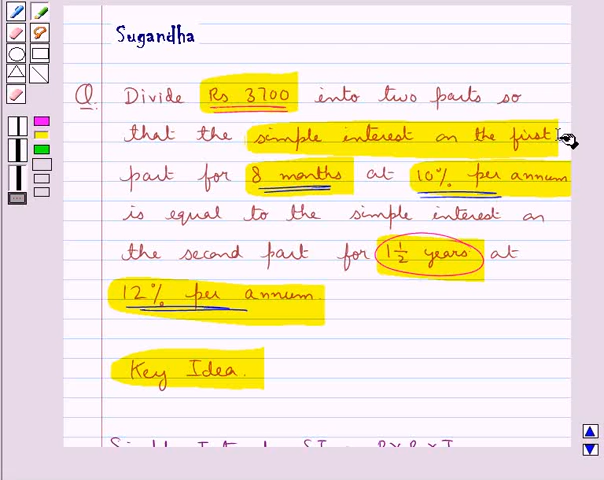 Sugandha
Q. Divide Rs 3700 into two parts so
that the simple interest on the first
part for 8 months at 10% per annum
is equal to the simple interest on
the second part for 1 1/2 years at
12% per annum.
Key Idea.